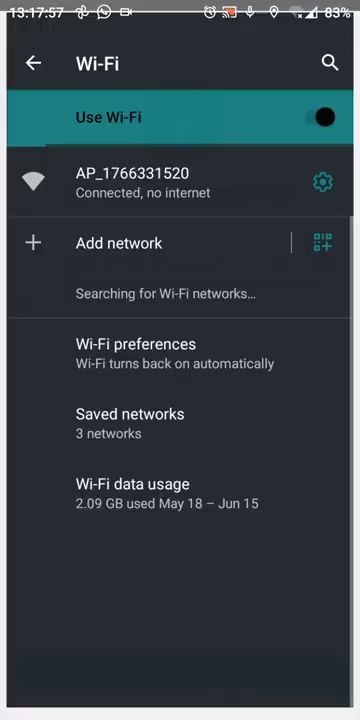 13:17:57 83%
Wi-Fi
Use Wi-Fi
AP_1766331520
Connected, no internet
Add network
Searching for Wi-Fi networks…
Wi-Fi preferences
Wi-Fi turns back on automatically
Saved networks
3 networks
Wi-Fi data usage
2.09 GB used May 18 – Jun 15